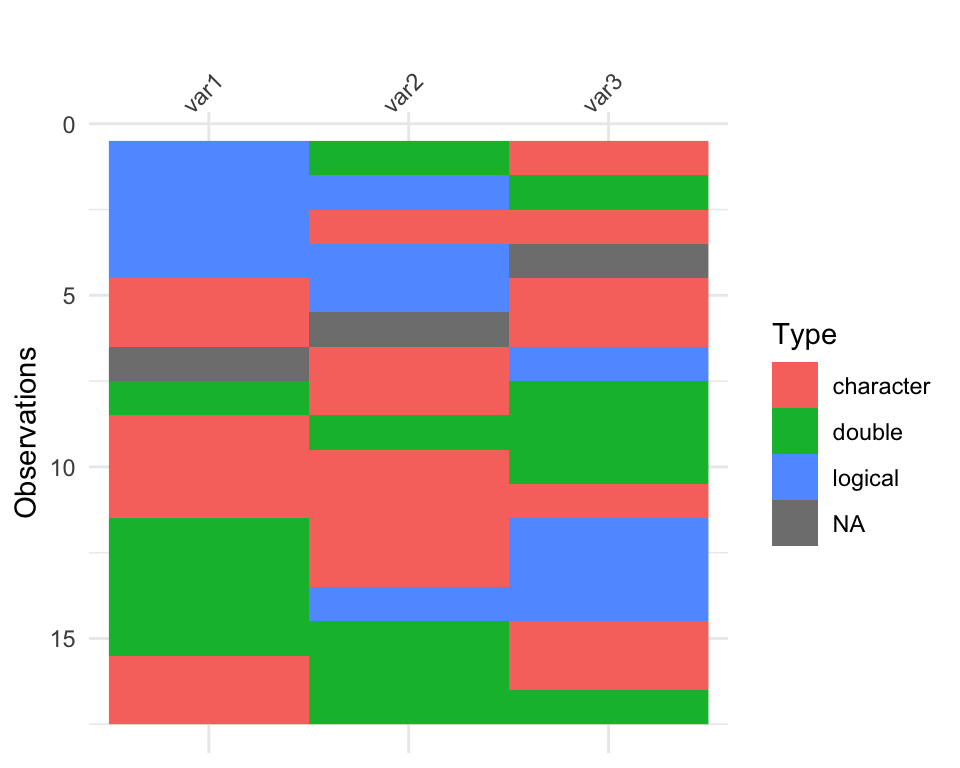 var1
var2
var3
0
5
10
15
Observations
Type
character
double
logical
NA